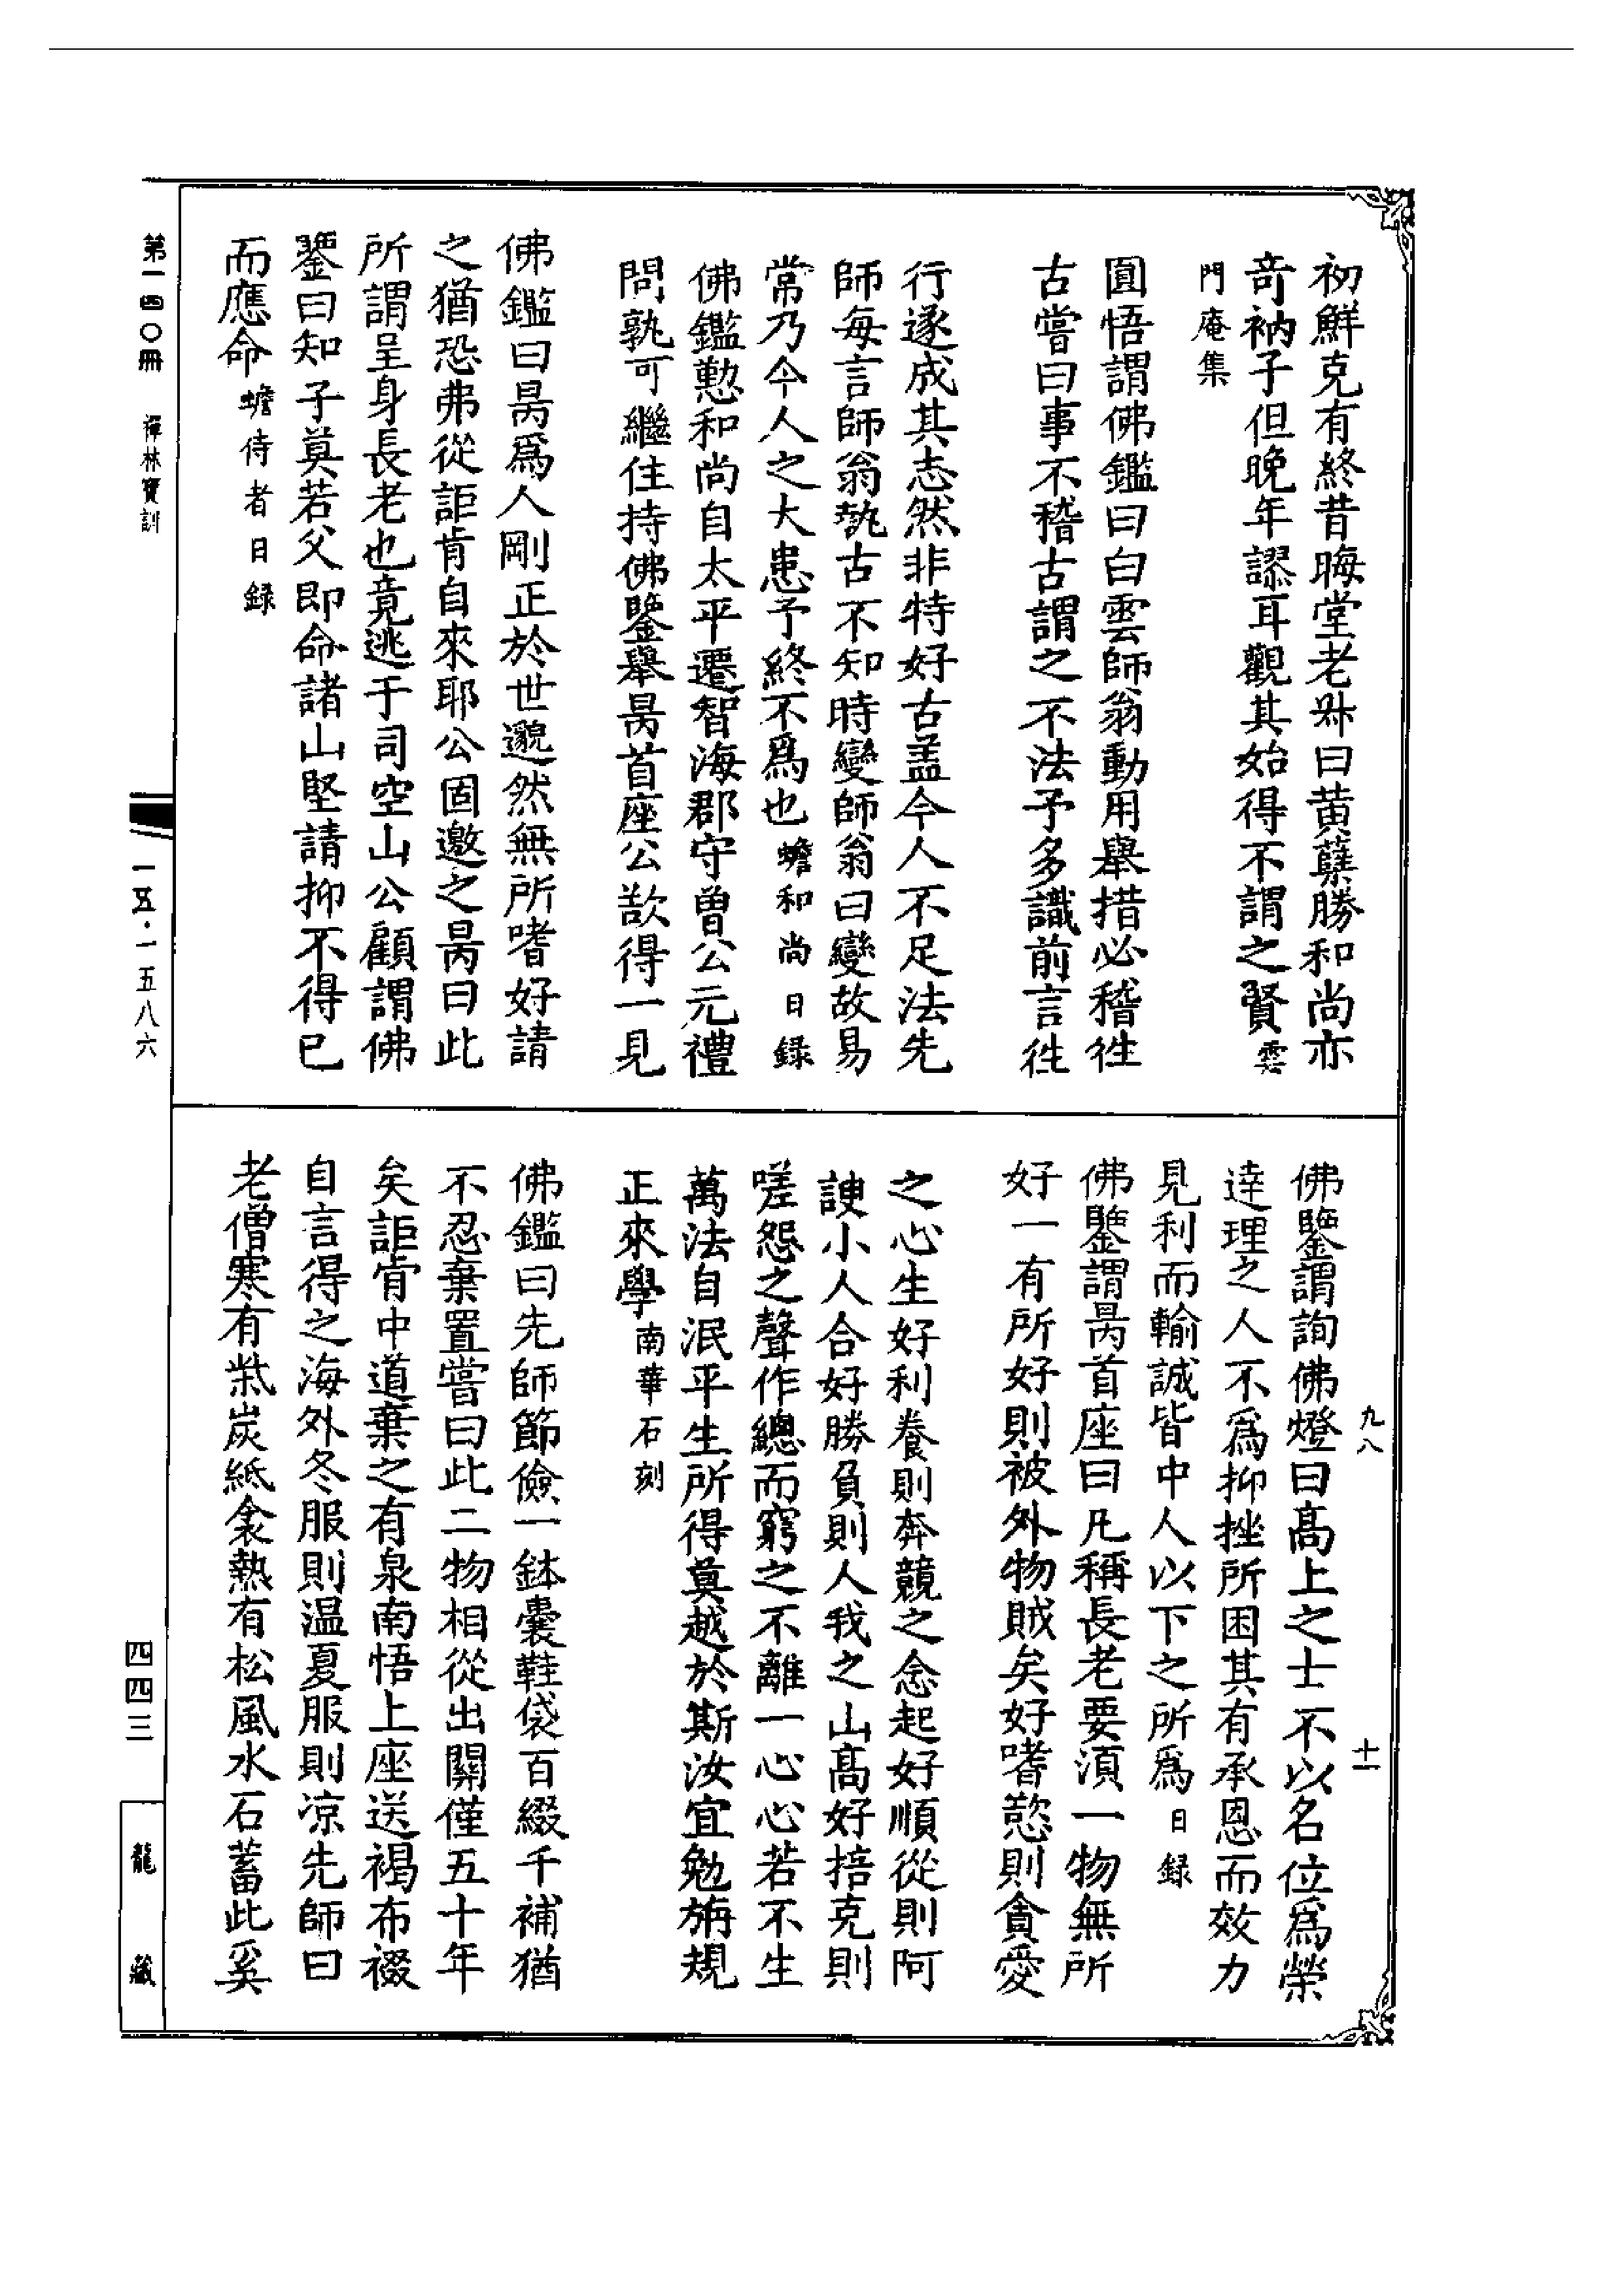 初鮮克有終昔晦堂老叔曰黄蘖勝和尚亦
竒衲子但晚年謬耳觀其始得不謂之賢雲
門庵集
圓悟謂佛鑑曰白雲師翁動用舉措必稽徃
古嘗曰事不稽古謂之不法予多識前言徃
行遂成其志然非特好古葢今人不足法先
師每言師翁執古不知時變師翁曰變故易
常乃今人之大患予終不爲也蟾和尚日録
佛鑑懃和尚自太平遷智海郡守曾公元禮
問孰可繼住持佛鑒舉昺首座公欲得一見
佛鑑曰昺爲人剛正於世邈然無所嗜好請
之猶恐弗從詎肯自來耶公固邀之昺曰此
所謂呈身長老也竟逃于司空山公顧謂佛
鑒曰知子莫若父即命諸山堅請抑不得已
而應命蟾侍者日録
佛鑒謂詢佛燈曰高上之士不以名位爲榮
達理之人不爲抑挫所困其有承恩而效力
見利而輸誠皆中人以下之所爲日録
佛鑒謂昺首座曰凡稱長老要須一物無所
好一有所好則被外物賊矣好嗜慾則貪愛
之心生好利養則奔競之念起好順從則阿
諛小人合好勝負則人我之山高好掊克則
嗟怨之聲作總而窮之不離一心心若不生
萬法自泯平生所得莫越於斯汝宜勉旃規
正來學南華石刻
佛鑑曰先師節儉一鉢囊鞋袋百綴千補猶
不忍棄置嘗曰此二物相從出關僅五十年
矣詎肯中道棄之有泉南悟上座送褐布裰
自言得之海外冬服則温夏服則凉先師曰
老僧寒有柴炭紙衾熱有松風水石蓄此奚
九八
十一
第一四〇冊 禪林寶訓
一五·一五八六
四四三
龍藏